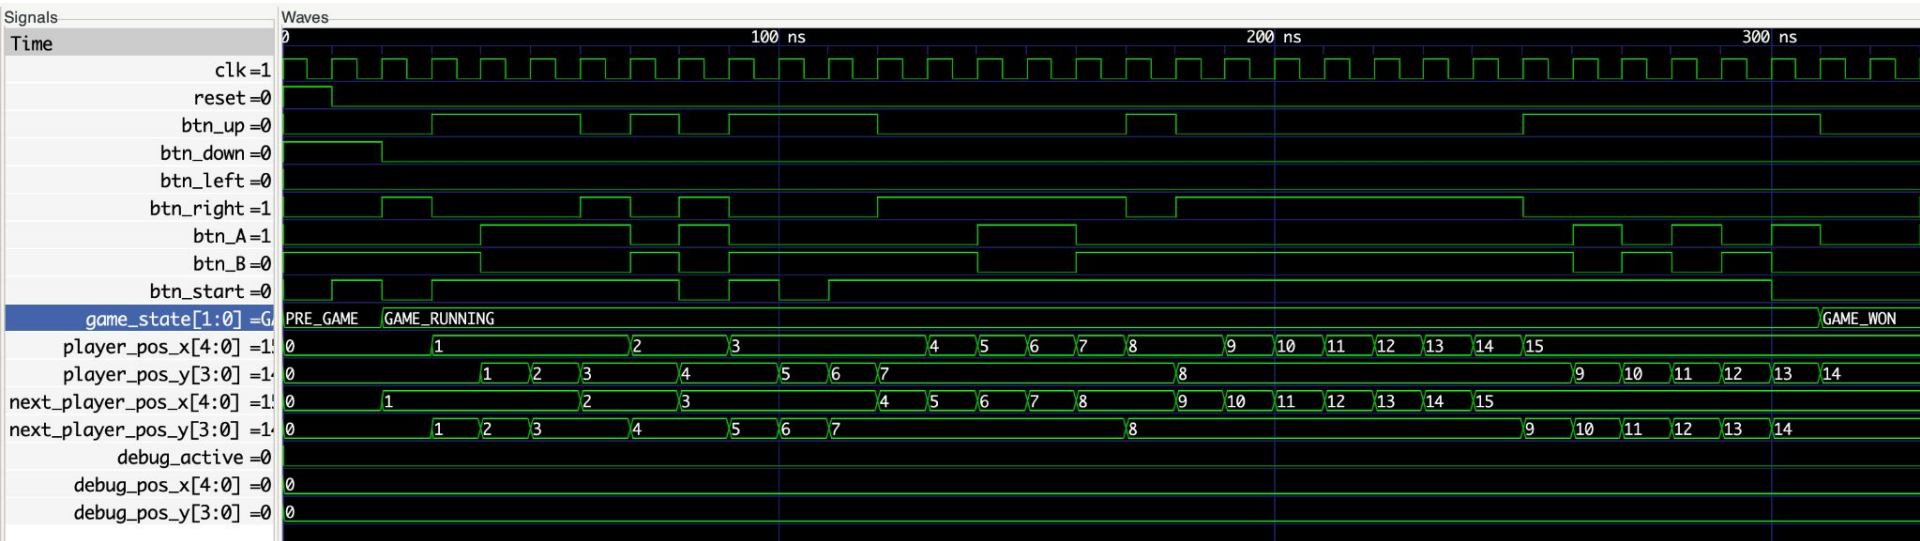 Signals Waves
Time 0 100 ns 200 ns 300 ns
clk =1
reset =0
btn_up =0
btn_down =0
btn_left =0
btn_right =1
btn_A =1
btn_B =0
btn_start =0
game_state[1:0] =GA PRE_GAME GAME_RUNNING GAME_WON
player_pos_x[4:0] =15 0 1 2 3 4 5 6 7 8 9 10 11 12 13 14 15
player_pos_y[3:0] =14 0 1 2 3 4 5 6 7 8 9 10 11 12 13 14
next_player_pos_x[4:0] =15 0 1 2 3 4 5 6 7 8 9 10 11 12 13 14 15
next_player_pos_y[3:0] =14 0 1 2 3 4 5 6 7 8 9 10 11 12 13 14
debug_active =0
debug_pos_x[4:0] =0 0
debug_pos_y[3:0] =0 0